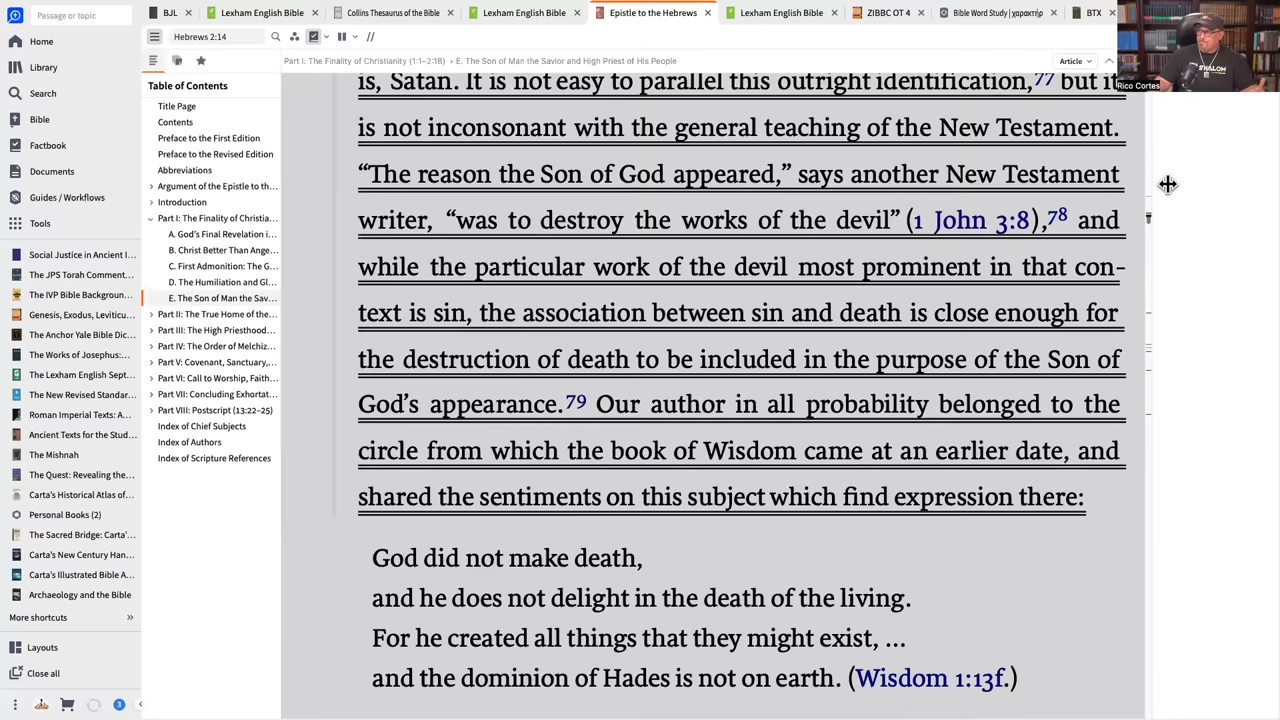 Passage or topic
BJL
Lexham English Bible
Collins Thesaurus of the Bible
Lexham English Bible
Epistle to the Hebrews
Lexham English Bible
ZIBBC OT 4
Bible Word Study | χαρακτήρ
BTX
Home
Library
Search
Bible
Factbook
Documents
Guides / Workflows
Tools
Social Justice in Ancient I...
The JPS Torah Comment...
The IVP Bible Backgroun...
Genesis, Exodus, Leviticu...
The Anchor Yale Bible Dic...
The Works of Josephus:...
The Lexham English Sept...
The New Revised Standar...
Roman Imperial Texts: A...
Ancient Texts for the Stud...
The Mishnah
The Quest: Revealing the...
Carta's Historical Atlas of...
Personal Books (2)
The Sacred Bridge: Carta'...
Carta's New Century Han...
Carta's Illustrated Bible A...
Archaeology and the Bible
More shortcuts
Layouts
Close all
3
Hebrews 2:14
Table of Contents
Title Page
Contents
Preface to the First Edition
Preface to the Revised Edition
Abbreviations
Argument of the Epistle to th...
Introduction
Part I: The Finality of Christia...
A. God's Final Revelation i...
B. Christ Better Than Ange...
C. First Admonition: The G...
D. The Humiliation and Gl...
E. The Son of Man the Sav...
Part II: The True Home of the...
Part III: The High Priesthood...
Part IV: The Order of Melchiz...
Part V: Covenant, Sanctuary,...
Part VI: Call to Worship, Faith...
Part VII: Concluding Exhortat...
Part VIII: Postscript (13:22–25)
Index of Chief Subjects
Index of Authors
Index of Scripture References
Part I: The Finality of Christianity (1:1–2:18) › E. The Son of Man the Savior and High Priest of His People
Article
is, Satan. It is not easy to parallel this outright identification,77 but it
is not inconsonant with the general teaching of the New Testament.
“The reason the Son of God appeared,” says another New Testament
writer, “was to destroy the works of the devil” (1 John 3:8),78 and
while the particular work of the devil most prominent in that con-
text is sin, the association between sin and death is close enough for
the destruction of death to be included in the purpose of the Son of
God’s appearance.79 Our author in all probability belonged to the
circle from which the book of Wisdom came at an earlier date, and
shared the sentiments on this subject which find expression there:
God did not make death,
and he does not delight in the death of the living.
For he created all things that they might exist, …
and the dominion of Hades is not on earth. (Wisdom 1:13f.)
SHALOM
Rico Cortes